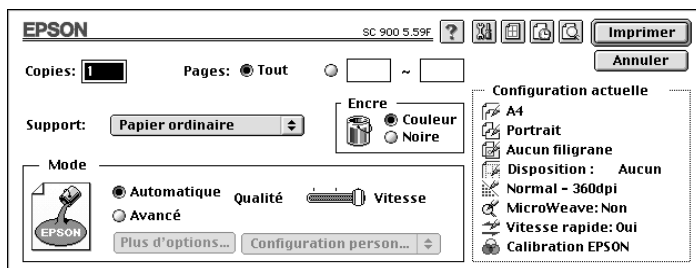 EPSON
SC 900 5.59F
?
Imprimer
Annuler
Copies: 1
Pages: Tout
~
Support: Papier ordinaire
Encre
Couleur
Noire
Mode
EPSON
Automatique
Avancé
Qualité
Vitesse
Plus d'options...
Configuration person...
Configuration actuelle
A4
Portrait
Aucun filigrane
Disposition : Aucun
Normal - 360dpi
MicroWeave: Non
Vitesse rapide: Oui
Calibration EPSON